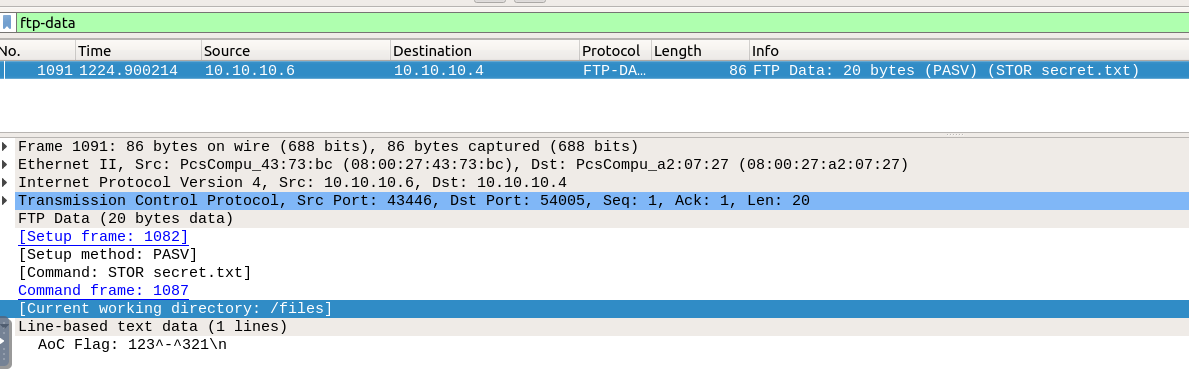 ftp-data
No. Time Source Destination Protocol Length Info
1091 1224.900214 10.10.10.6 10.10.10.4 FTP-DA… 86 FTP Data: 20 bytes (PASV) (STOR secret.txt)
Frame 1091: 86 bytes on wire (688 bits), 86 bytes captured (688 bits)
Ethernet II, Src: PcsCompu_43:73:bc (08:00:27:43:73:bc), Dst: PcsCompu_a2:07:27 (08:00:27:a2:07:27)
Internet Protocol Version 4, Src: 10.10.10.6, Dst: 10.10.10.4
Transmission Control Protocol, Src Port: 43446, Dst Port: 54005, Seq: 1, Ack: 1, Len: 20
FTP Data (20 bytes data)
[Setup frame: 1082]
[Setup method: PASV]
[Command: STOR secret.txt]
Command frame: 1087
[Current working directory: /files]
Line-based text data (1 lines)
AoC Flag: 123^-^321\n